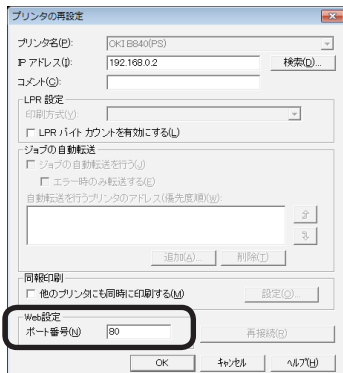 プリンタの再設定
プリンタ名(P): OKI B840(PS)
IP アドレス(I): 192.168.0.2 検索(D)...
コメント(C):
LPR 設定
印刷方式(Y):
LPR バイト カウントを有効にする(L)
ジョブの自動転送
ジョブの自動転送を行う(J)
エラー時のみ転送する(E)
自動転送を行うプリンタのアドレス(優先度順)(W):
追加(A)... 削除(T)
同報印刷
他のプリンタにも同時に印刷する(M) 設定(O)...
Web設定
ポート番号(N) 80 再接続(R)
OK キャンセル ヘルプ(H)